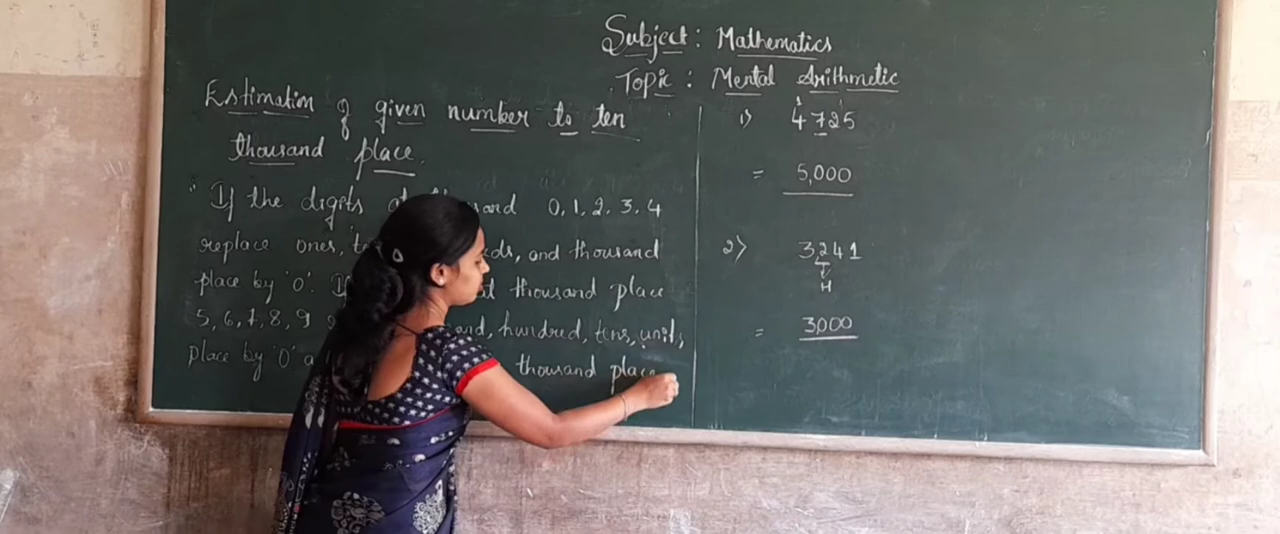 Subject: Mathematics
Topic: Mental Arithmetic
Estimation of given number to ten
thousand place.
If the digits at 0, 1, 2, 3, 4
replace ones, and thousand
place by '0'. If at thousand place
5, 6, 7, 8, 9 hundred, tens, unit,
place by '0' thousand place
1) 4725
= 5,000
2) 3241
H
= 3000